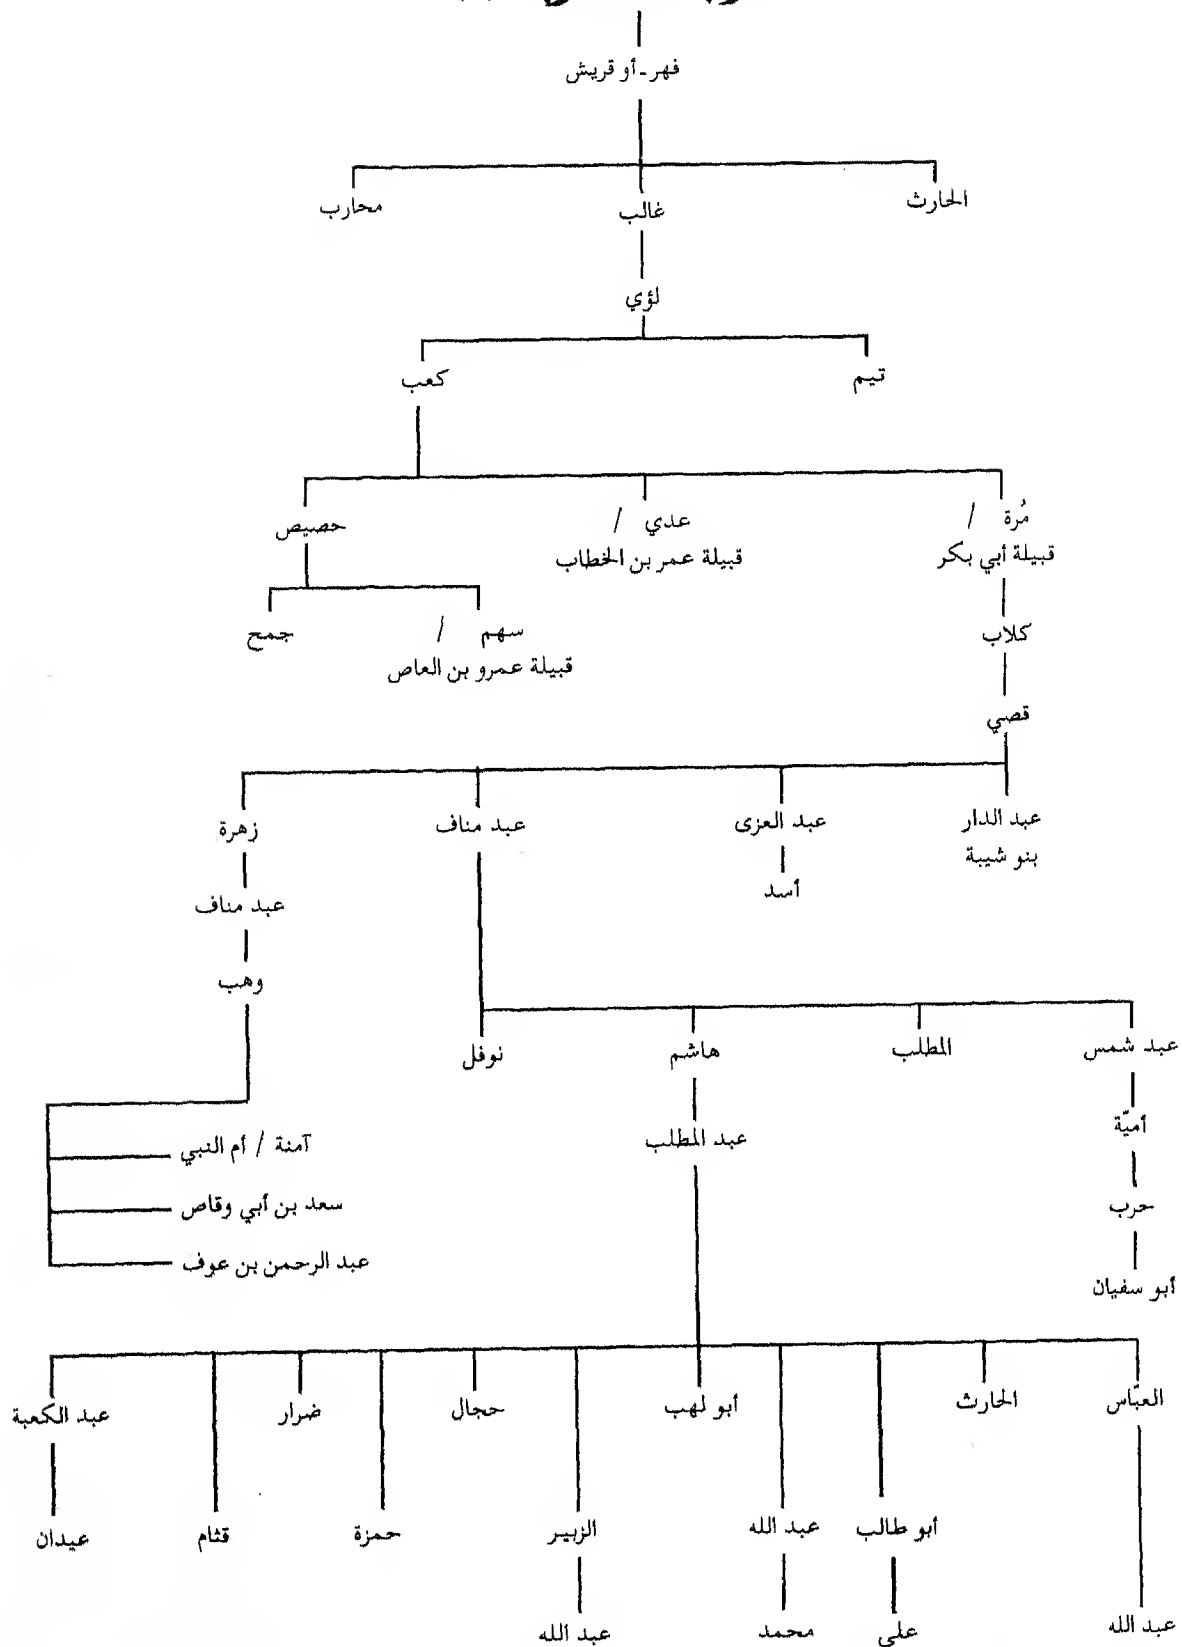 فهر ـ أو قريش
الحارث
غالب
محارب
لؤي
تيم
كعب
مُرة /
قبيلة أبي بكر
عدي /
قبيلة عمر بن الخطاب
حصيص
كلاب
سهم /
قبيلة عمرو بن العاص
جمح
قصي
عبد الدار
بنو شيبة
عبد العزى
أسد
عبد مناف
زهرة
عبد مناف
وهب
عبد شمس
المطلب
هاشم
نوفل
أميّة
عبد المطلب
آمنة / أم النبي
حرب
سعد بن أبي وقاص
أبو سفيان
عبد الرحمن بن عوف
العبّاس
الحارث
أبو لهب
حجال
ضرار
عبد الكعبة
أبو طالب
عبد الله
الزبير
حمزة
قثام
عيدان
عبد الله
علي
محمد
عبد الله